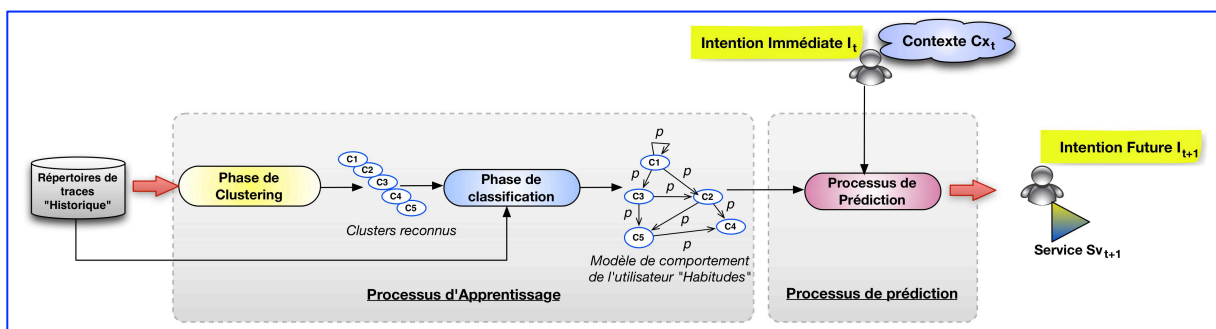 Intention Immédiate It
Contexte Cxt
Répertoires de
traces
"Historique"
Phase de
Clustering
C1
C2
C3
C4
C5
Clusters reconnus
Phase de
classification
p
C1
p
p
C3
p
C2
p
p
p
C5
p
C4
Modèle de comportement
de l'utilisateur "Habitudes"
Processus d'Apprentissage
Processus de
Prédiction
Processus de prédiction
Intention Future It+1
Service Svt+1